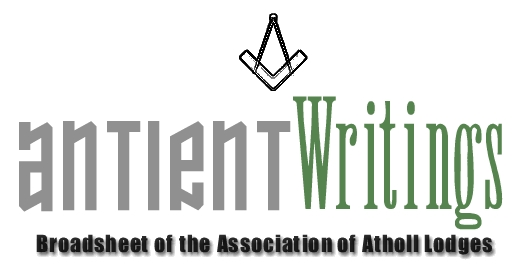 antientWritings
Broadsheet of the Association of Atholl Lodges